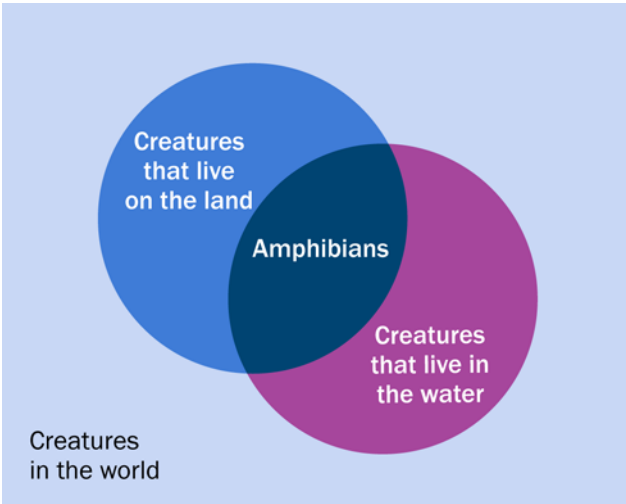 Creatures
that live
on the land
Amphibians
Creatures
that live in
the water
Creatures
in the world